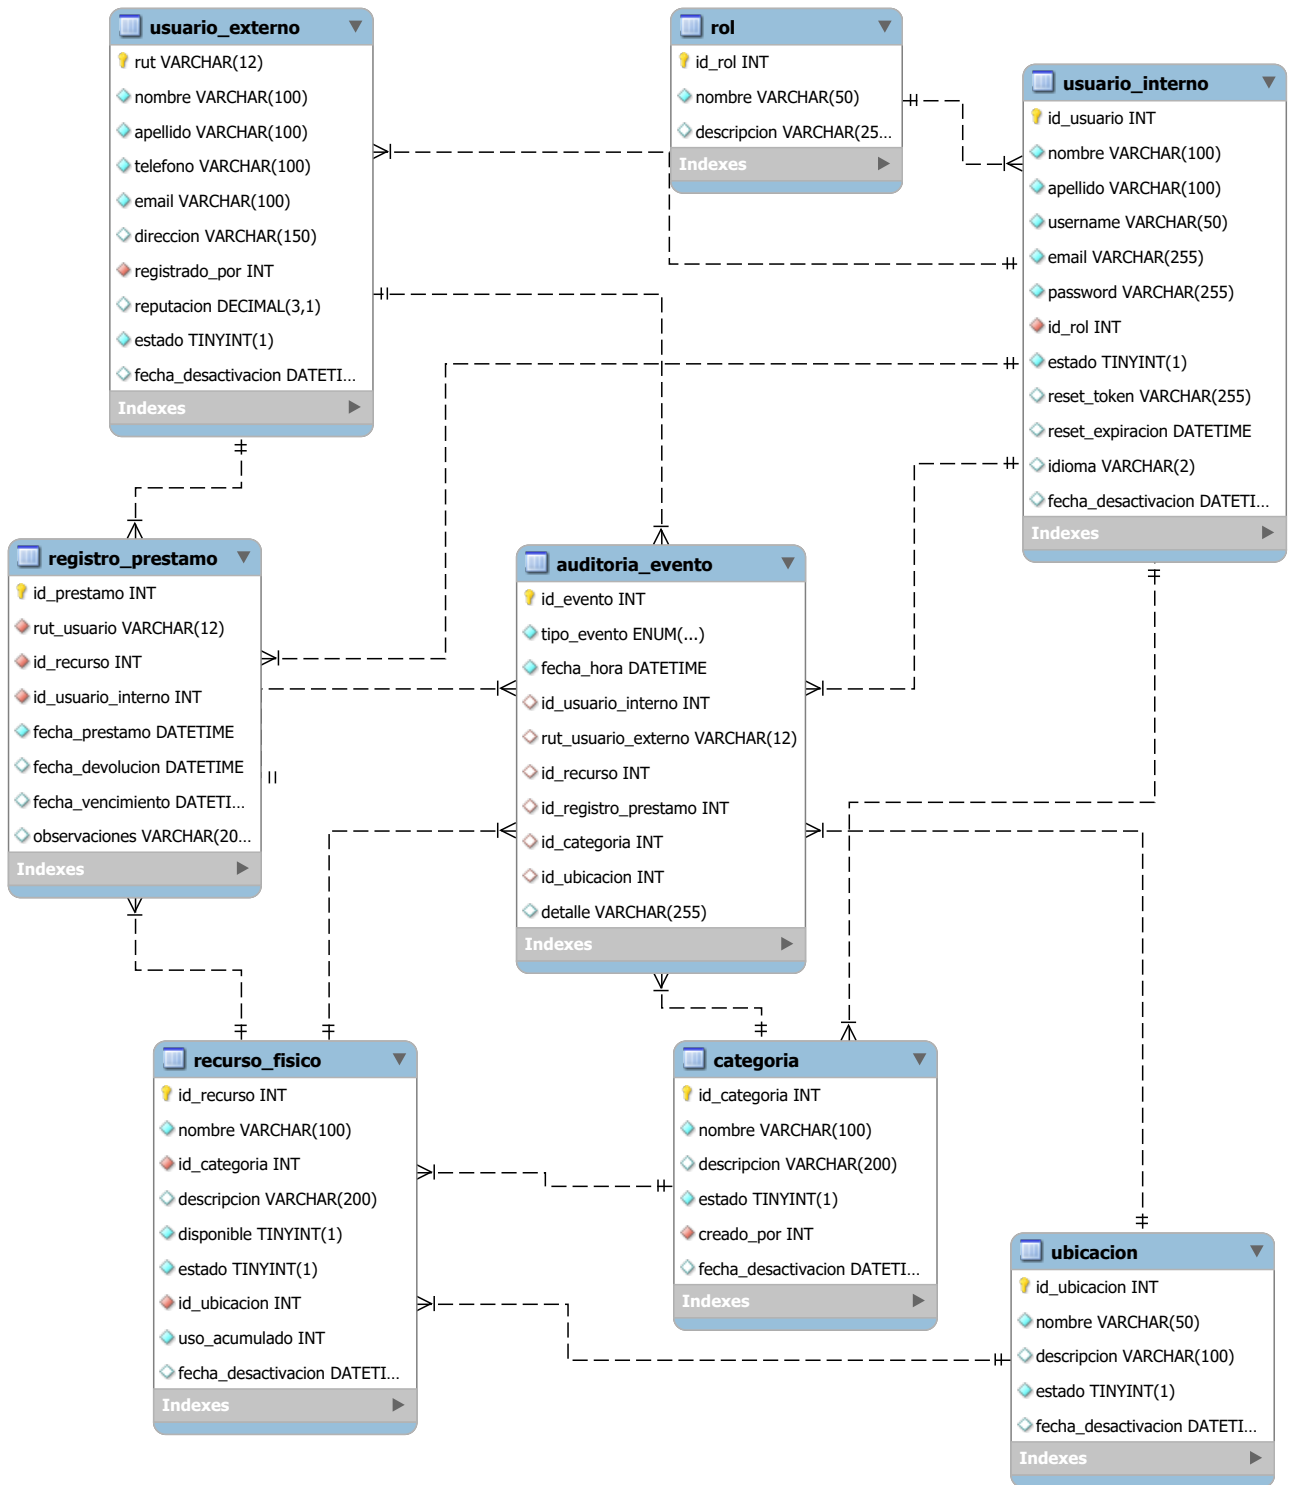 usuario_externo
rut VARCHAR(12)
nombre VARCHAR(100)
apellido VARCHAR(100)
telefono VARCHAR(100)
email VARCHAR(100)
direccion VARCHAR(150)
registrado_por INT
reputacion DECIMAL(3,1)
estado TINYINT(1)
fecha_desactivacion DATETI...
Indexes
rol
id_rol INT
nombre VARCHAR(50)
descripcion VARCHAR(25...
Indexes
usuario_interno
id_usuario INT
nombre VARCHAR(100)
apellido VARCHAR(100)
username VARCHAR(50)
email VARCHAR(255)
password VARCHAR(255)
id_rol INT
estado TINYINT(1)
reset_token VARCHAR(255)
reset_expiracion DATETIME
idioma VARCHAR(2)
fecha_desactivacion DATETI...
Indexes
registro_prestamo
id_prestamo INT
rut_usuario VARCHAR(12)
id_recurso INT
id_usuario_interno INT
fecha_prestamo DATETIME
fecha_devolucion DATETIME
fecha_vencimiento DATETI...
observaciones VARCHAR(20...
Indexes
auditoria_evento
id_evento INT
tipo_evento ENUM(...)
fecha_hora DATETIME
id_usuario_interno INT
rut_usuario_externo VARCHAR(12)
id_recurso INT
id_registro_prestamo INT
id_categoria INT
id_ubicacion INT
detalle VARCHAR(255)
Indexes
recurso_fisico
id_recurso INT
nombre VARCHAR(100)
id_categoria INT
descripcion VARCHAR(200)
disponible TINYINT(1)
estado TINYINT(1)
id_ubicacion INT
uso_acumulado INT
fecha_desactivacion DATETI...
Indexes
categoria
id_categoria INT
nombre VARCHAR(100)
descripcion VARCHAR(200)
estado TINYINT(1)
creado_por INT
fecha_desactivacion DATETI...
Indexes
ubicacion
id_ubicacion INT
nombre VARCHAR(50)
descripcion VARCHAR(100)
estado TINYINT(1)
fecha_desactivacion DATETI...
Indexes